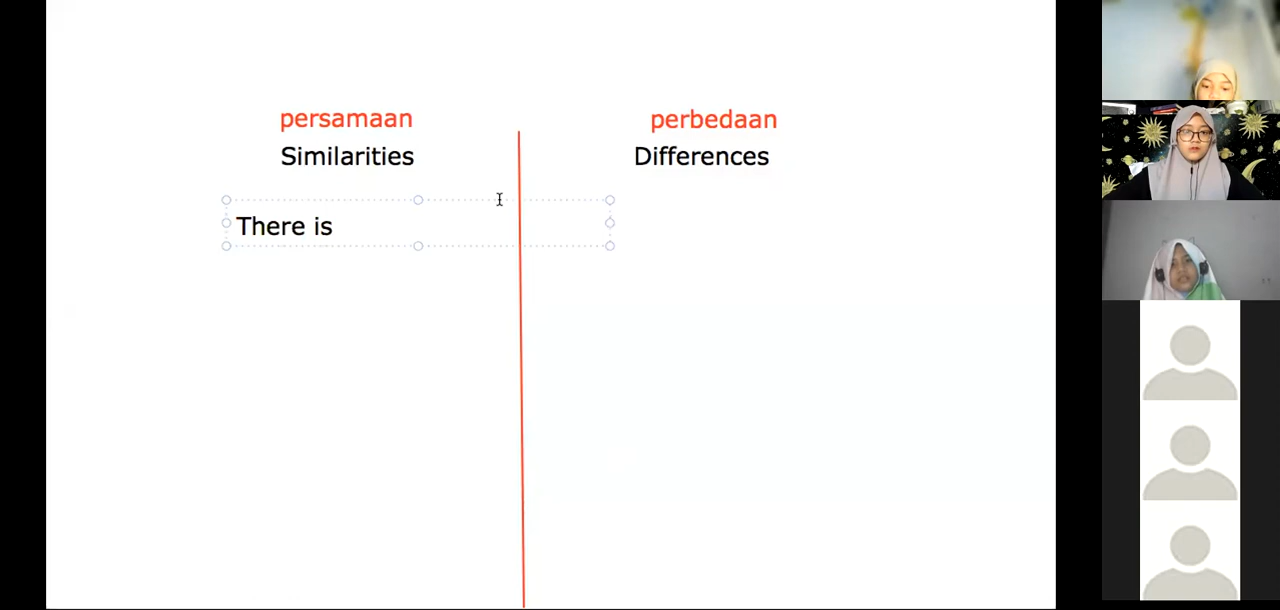 persamaan
Similarities
perbedaan
Differences
There is